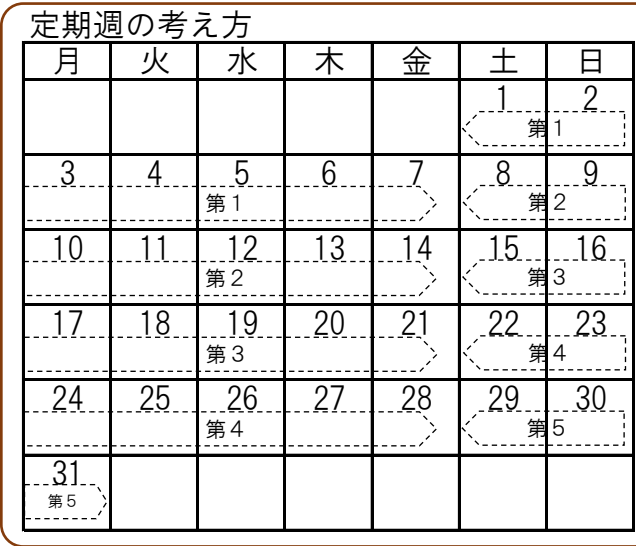 定期週の考え方
月 火 水 木 金 土 日
1 2
第1
3 4 5 6 7 8 9
第1 第2
10 11 12 13 14 15 16
第2 第3
17 18 19 20 21 22 23
第3 第4
24 25 26 27 28 29 30
第4 第5
31
第5